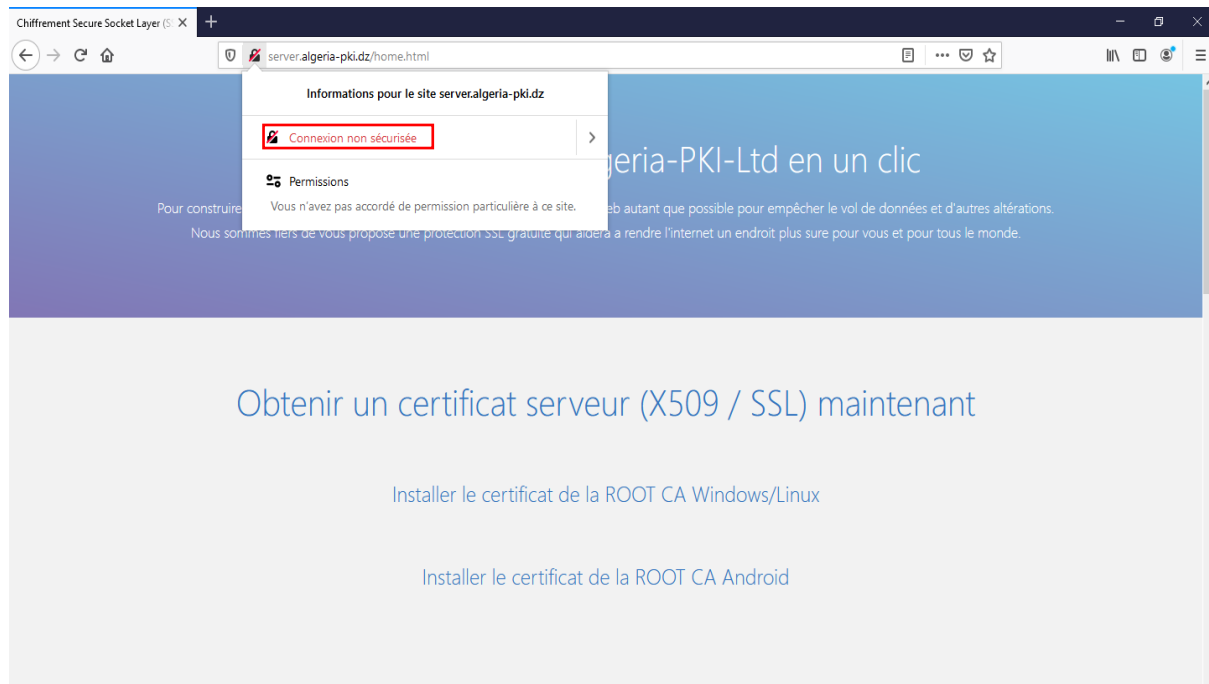 Chiffrement Secure Socket Layer (S
server.algeria-pki.dz/home.html
Informations pour le site server.algeria-pki.dz
Connexion non sécurisée
Permissions
Vous n'avez pas accordé de permission particulière à ce site.
geria-PKI-Ltd en un clic
Pour construire eb autant que possible pour empêcher le vol de données et d'autres altérations.
Nous sommes fiers de vous propose une protection SSL gratuite qui aidera a rendre l'internet un endroit plus sure pour vous et pour tous le monde.
Obtenir un certificat serveur (X509 / SSL) maintenant
Installer le certificat de la ROOT CA Windows/Linux
Installer le certificat de la ROOT CA Android